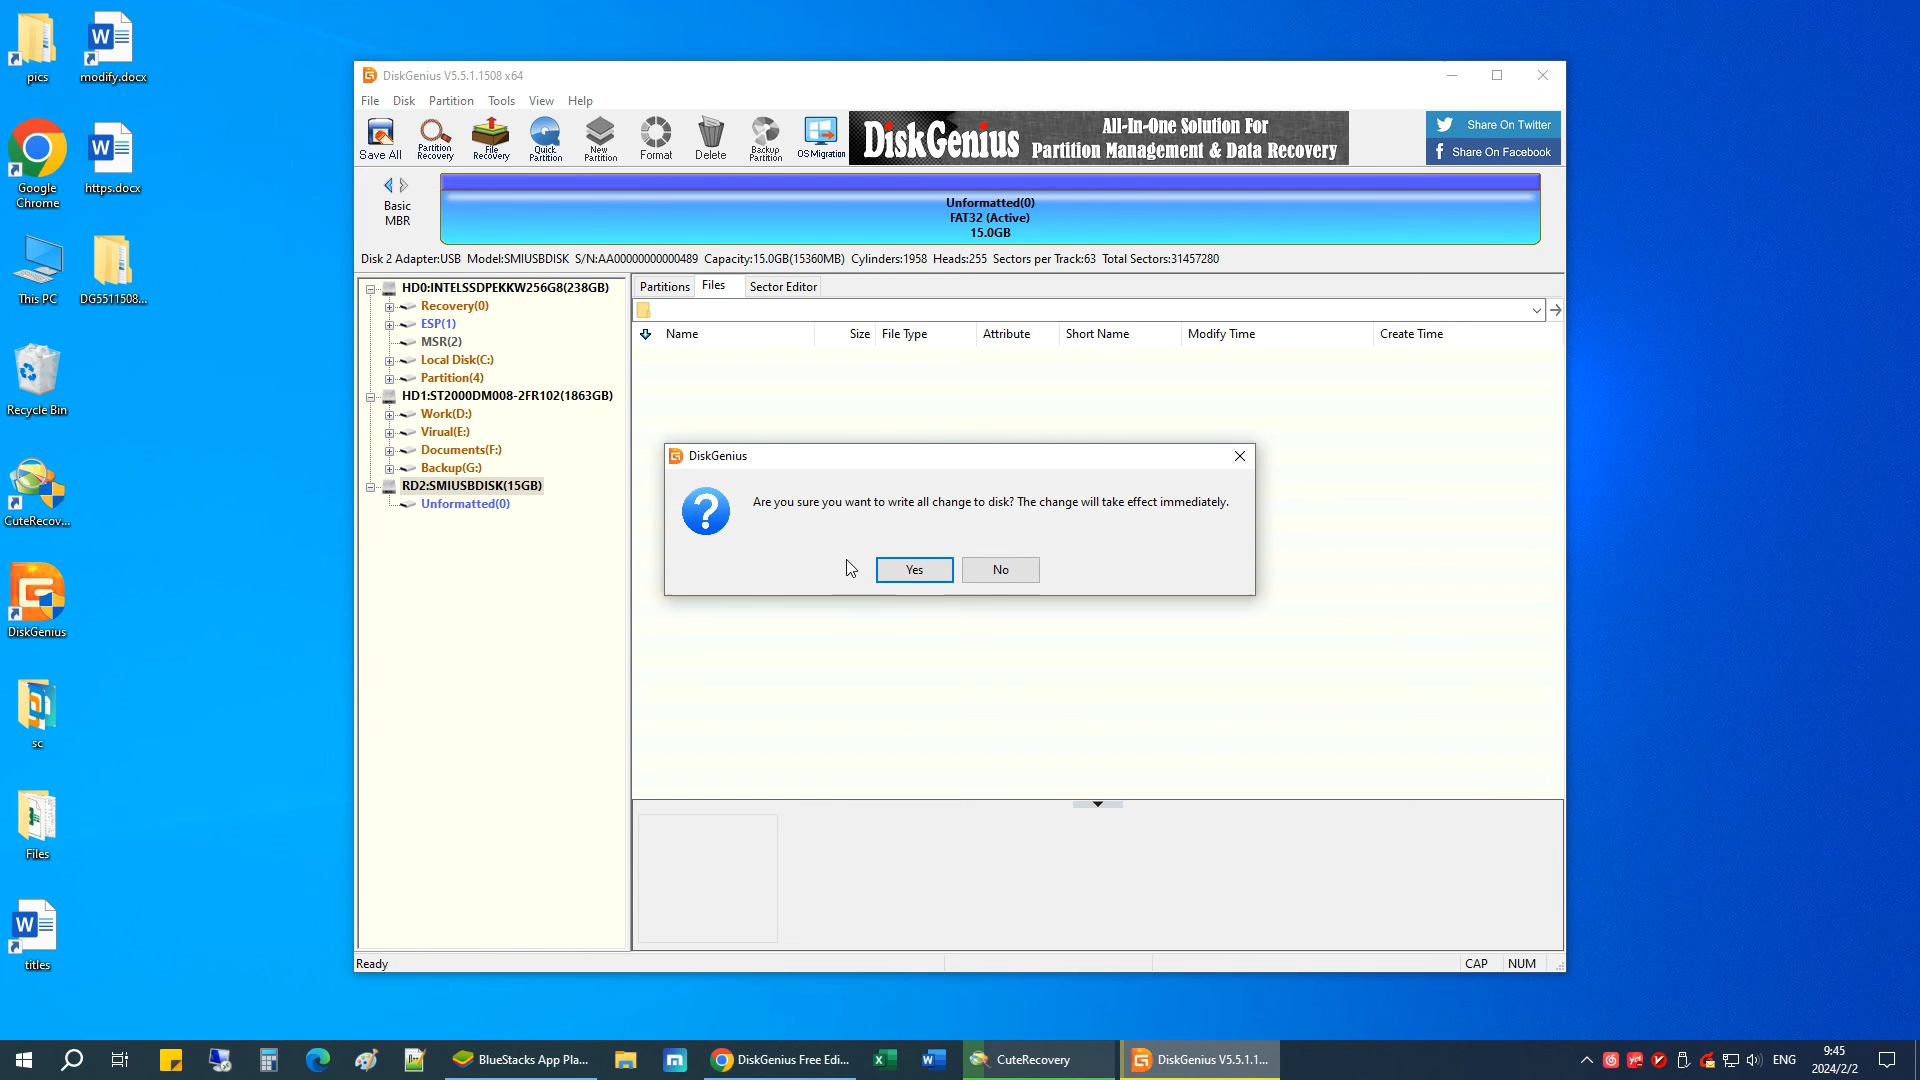 pics
modify.docx
Google
Chrome
https.docx
This PC
DG5511508...
Recycle Bin
CuteRecov...
DiskGenius
sc
Files
titles
DiskGenius V5.5.1.1508 x64
File Disk Partition Tools View Help
Save All
Partition
Recovery
File
Recovery
Quick
Partition
New
Partition
Format
Delete
Backup
Partition
OS Migration
DiskGenius
All-In-One Solution For
Partition Management & Data Recovery
Share On Twitter
Share On Facebook
Basic
MBR
Unformatted(0)
FAT32 (Active)
15.0GB
Disk 2 Adapter:USB Model:SMIUSBDISK S/N:AA00000000000489 Capacity:15.0GB(15360MB) Cylinders:1958 Heads:255 Sectors per Track:63 Total Sectors:31457280
HD0:INTELSSDPEKKW256G8(238GB)
Recovery(0)
ESP(1)
MSR(2)
Local Disk(C:)
Partition(4)
HD1:ST2000DM008-2FR102(1863GB)
Work(D:)
Virual(E:)
Documents(F:)
Backup(G:)
RD2:SMIUSBDISK(15GB)
Unformatted(0)
Partitions Files Sector Editor
Name Size File Type Attribute Short Name Modify Time Create Time
DiskGenius
Are you sure you want to write all change to disk? The change will take effect immediately.
Yes No
Ready CAP NUM
BlueStacks App Pla...
DiskGenius Free Edi...
CuteRecovery
DiskGenius V5.5.1.1...
ENG
9:45
2024/2/2